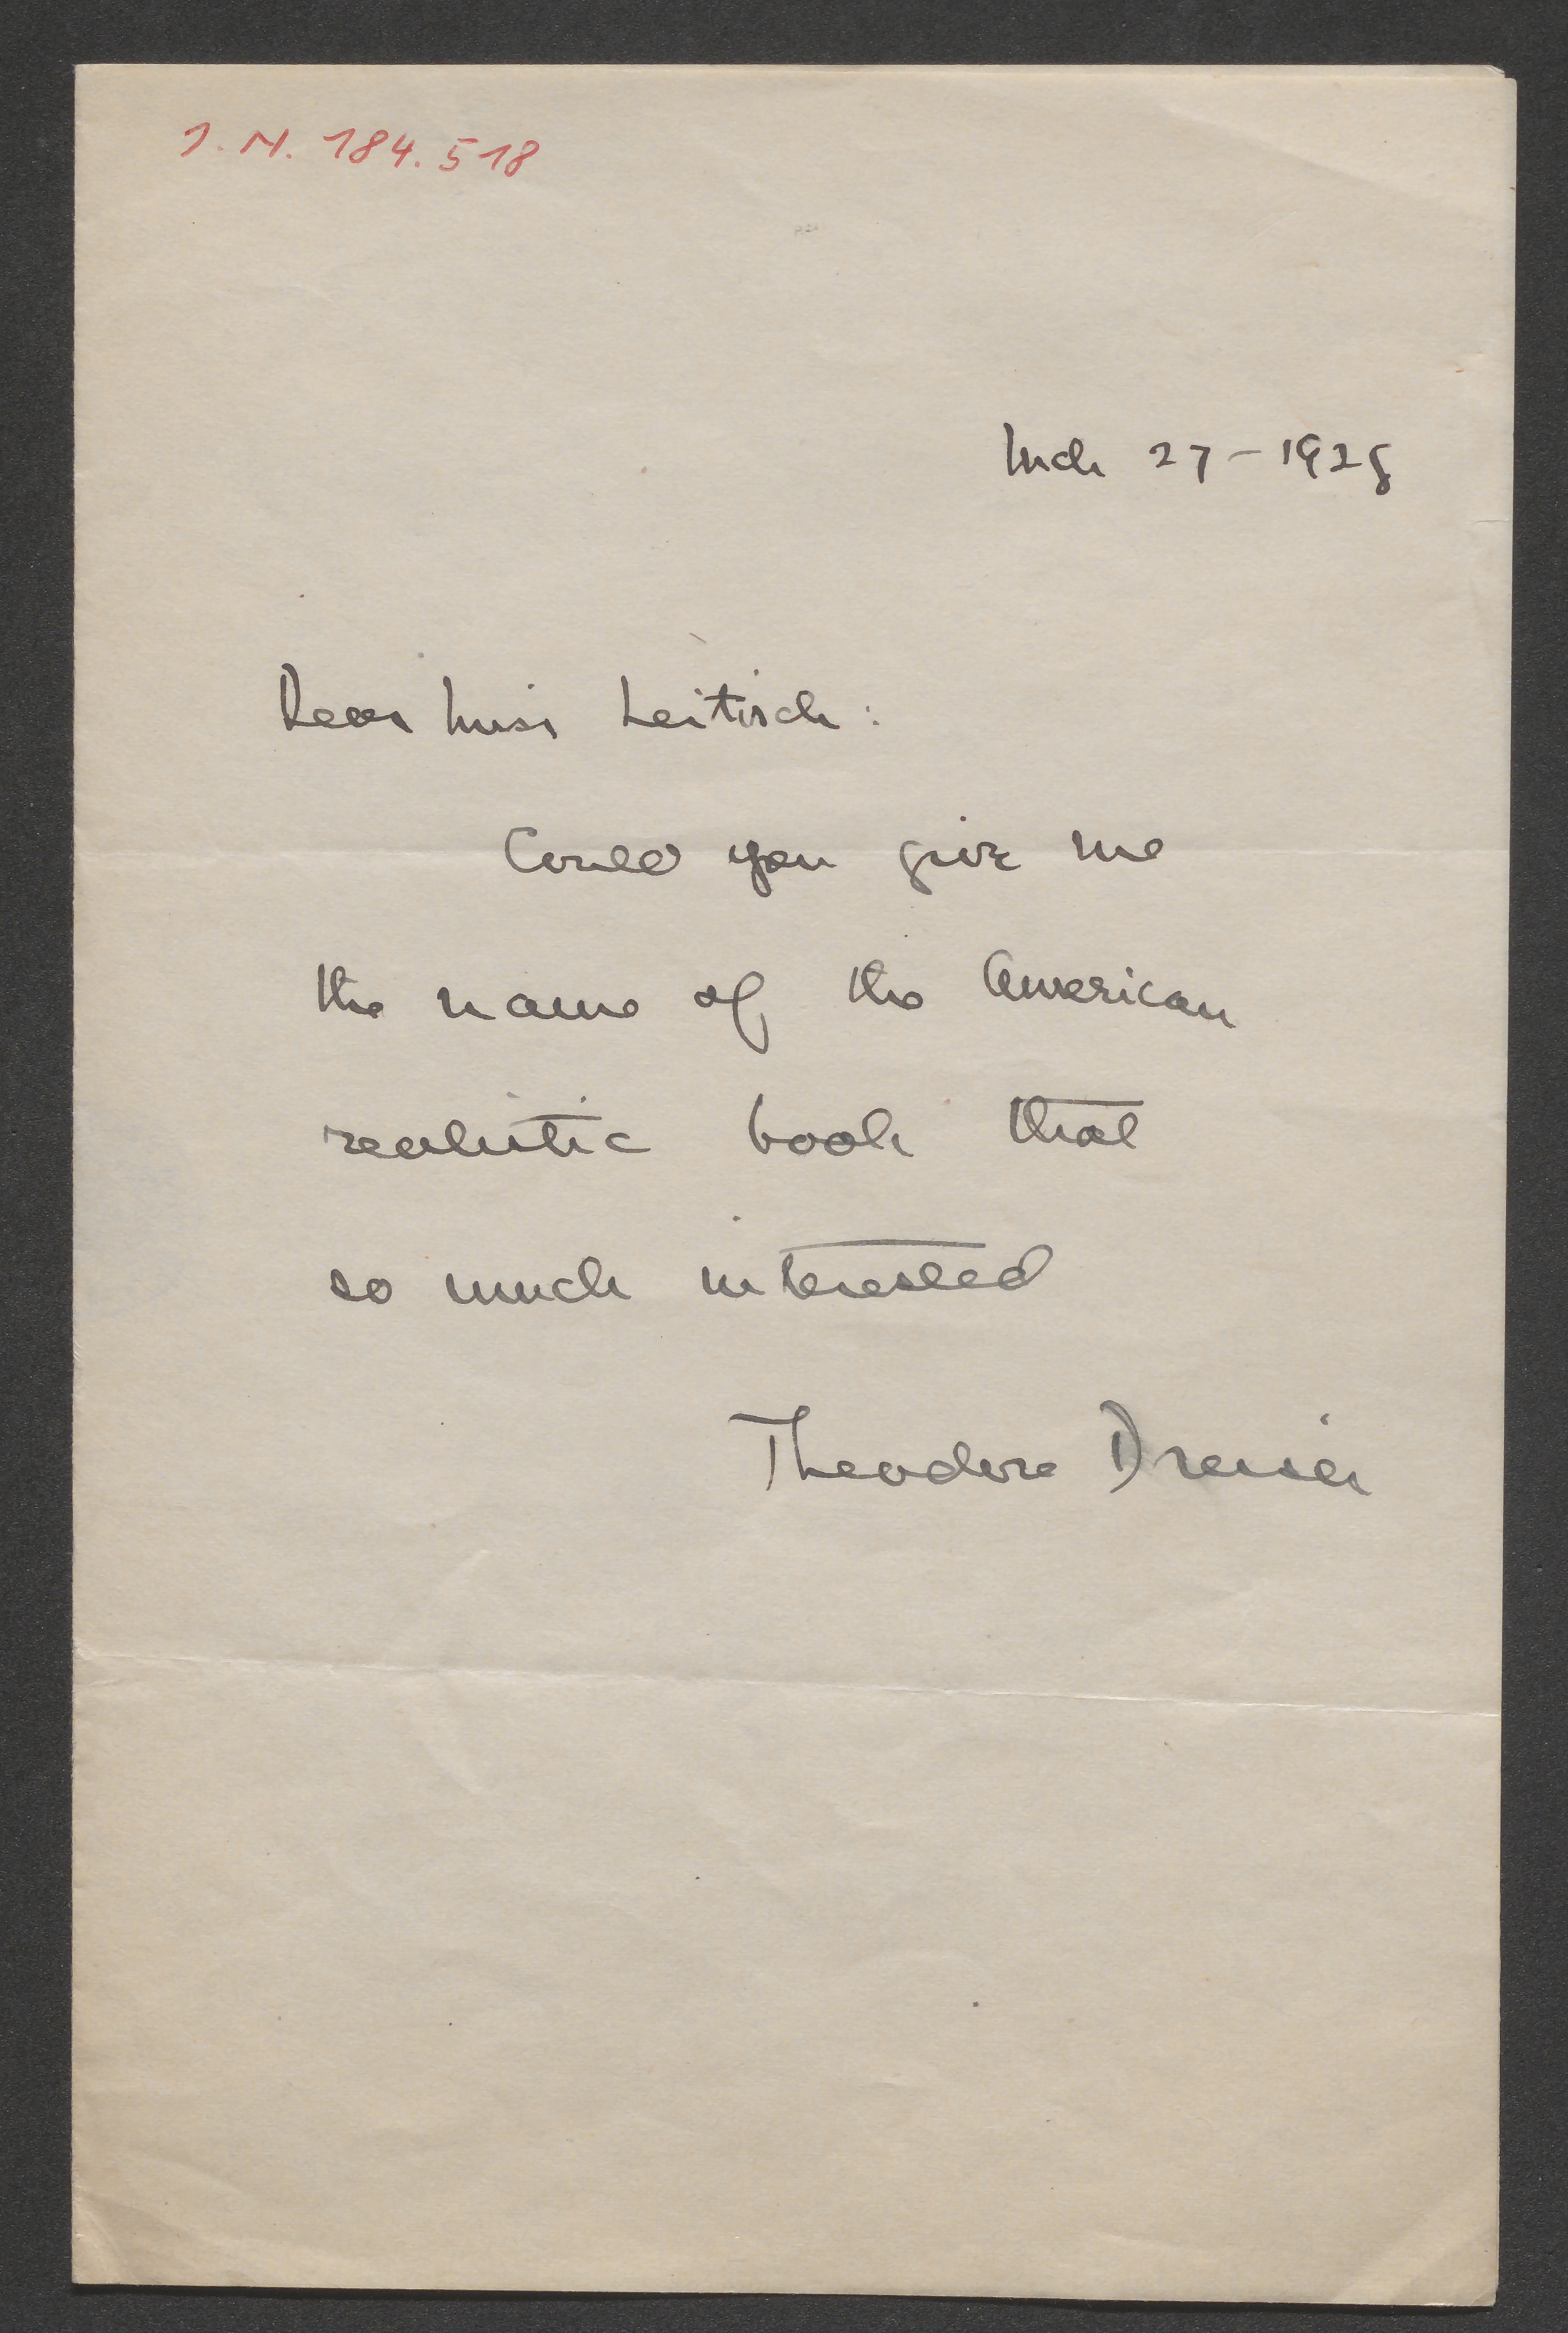 I. N. 184.518
Mch 27 - 1928
Dear Miss Leitisch:
Could you give me
the name of the American
realistic book that
so much interested
Theodore Dreiser